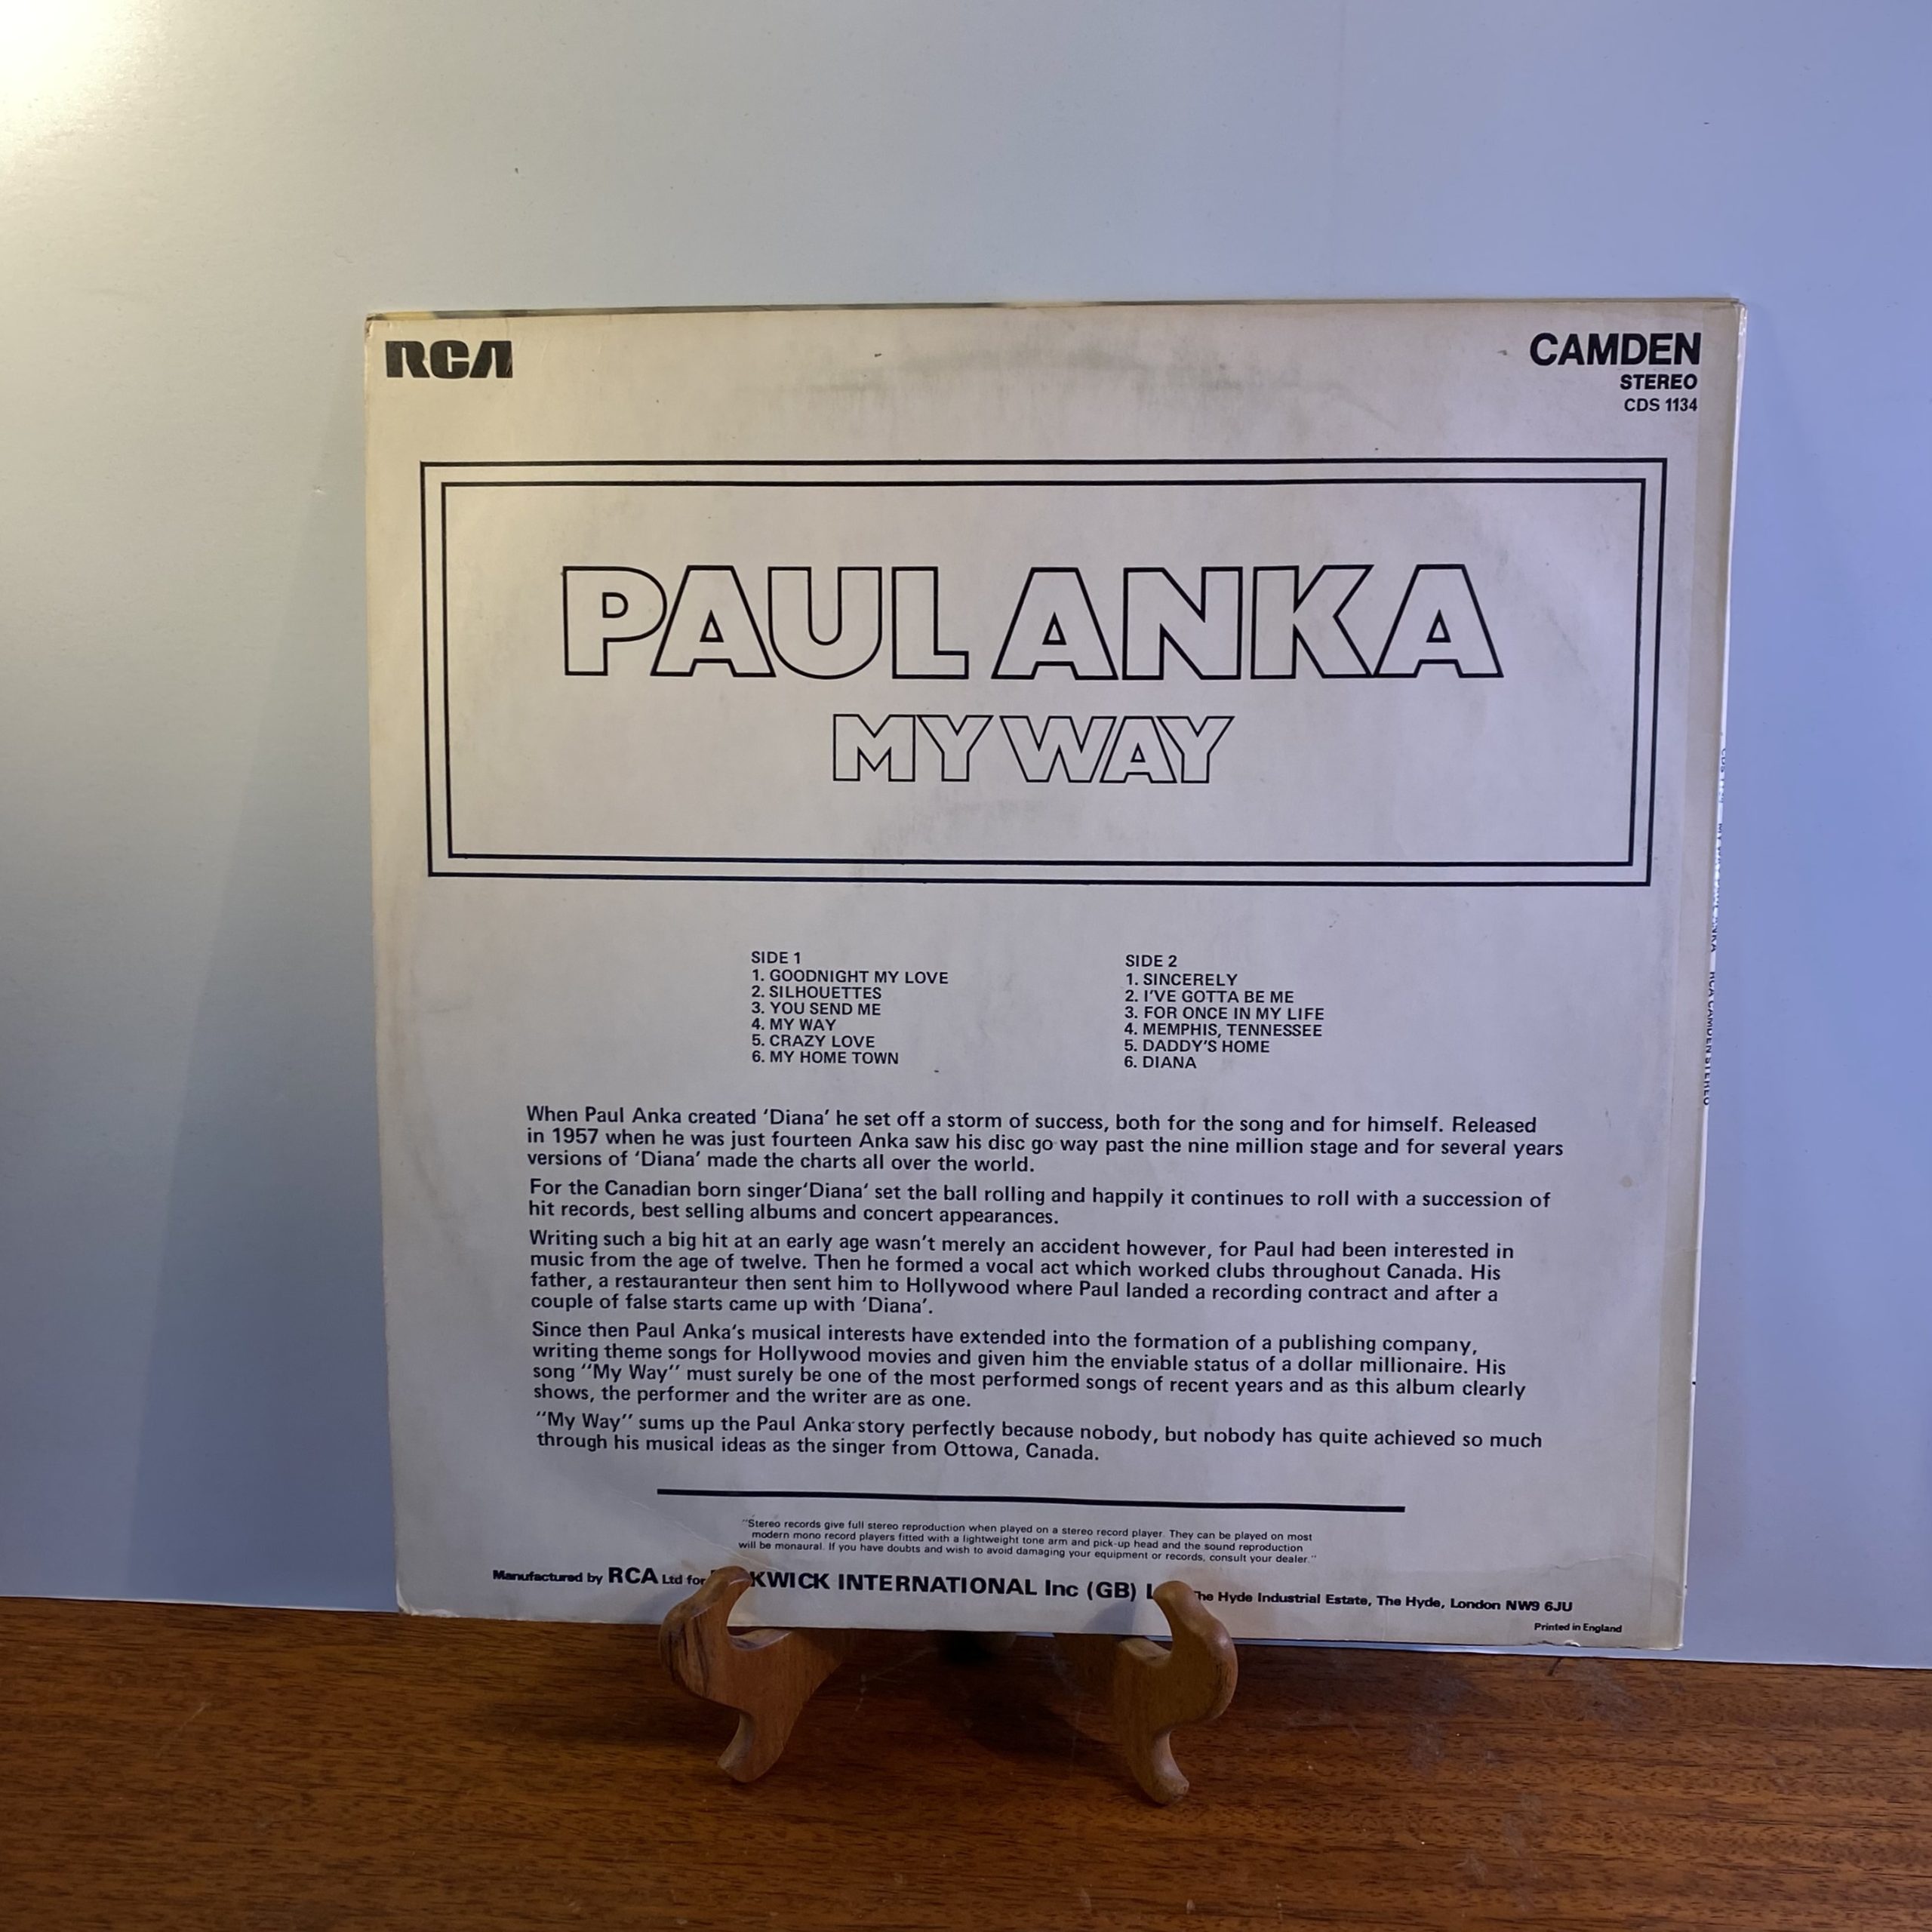 RCA
CAMDEN
STEREO
CDS 1134
PAUL ANKA
MY WAY
SIDE 1
1. GOODNIGHT MY LOVE
2. SILHOUETTES
3. YOU SEND ME
4. MY WAY
5. CRAZY LOVE
6. MY HOME TOWN
SIDE 2
1. SINCERELY
2. I'VE GOTTA BE ME
3. FOR ONCE IN MY LIFE
4. MEMPHIS, TENNESSEE
5. DADDY'S HOME
6. DIANA
When Paul Anka created 'Diana' he set off a storm of success, both for the song and for himself. Released
in 1957 when he was just fourteen Anka saw his disc go way past the nine million stage and for several years
versions of 'Diana' made the charts all over the world.
For the Canadian born singer'Diana' set the ball rolling and happily it continues to roll with a succession of
hit records, best selling albums and concert appearances.
Writing such a big hit at an early age wasn't merely an accident however, for Paul had been interested in
music from the age of twelve. Then he formed a vocal act which worked clubs throughout Canada. His
father, a restauranteur then sent him to Hollywood where Paul landed a recording contract and after a
couple of false starts came up with 'Diana'.
Since then Paul Anka's musical interests have extended into the formation of a publishing company,
writing theme songs for Hollywood movies and given him the enviable status of a dollar millionaire. His
song "My Way" must surely be one of the most performed songs of recent years and as this album clearly
shows, the performer and the writer are as one.
"My Way" sums up the Paul Anka story perfectly because nobody, but nobody has quite achieved so much
through his musical ideas as the singer from Ottowa, Canada.
"Stereo records give full stereo reproduction when played on a stereo record player. They can be played on most
modern mono record players fitted with a lightweight tone arm and pick-up head and the sound reproduction
will be monaural. If you have doubts and wish to avoid damaging your equipment or records, consult your dealer."
Manufactured by RCA Ltd for KWICK INTERNATIONAL Inc (GB) L The Hyde Industrial Estate, The Hyde, London NW9 6JU
Printed in England